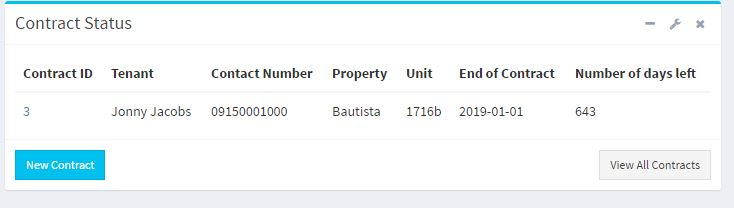 Contract Status
Contract ID Tenant Contact Number Property Unit End of Contract Number of days left
3 Jonny Jacobs 09150001000 Bautista 1716b 2019-01-01 643
New Contract View All Contracts